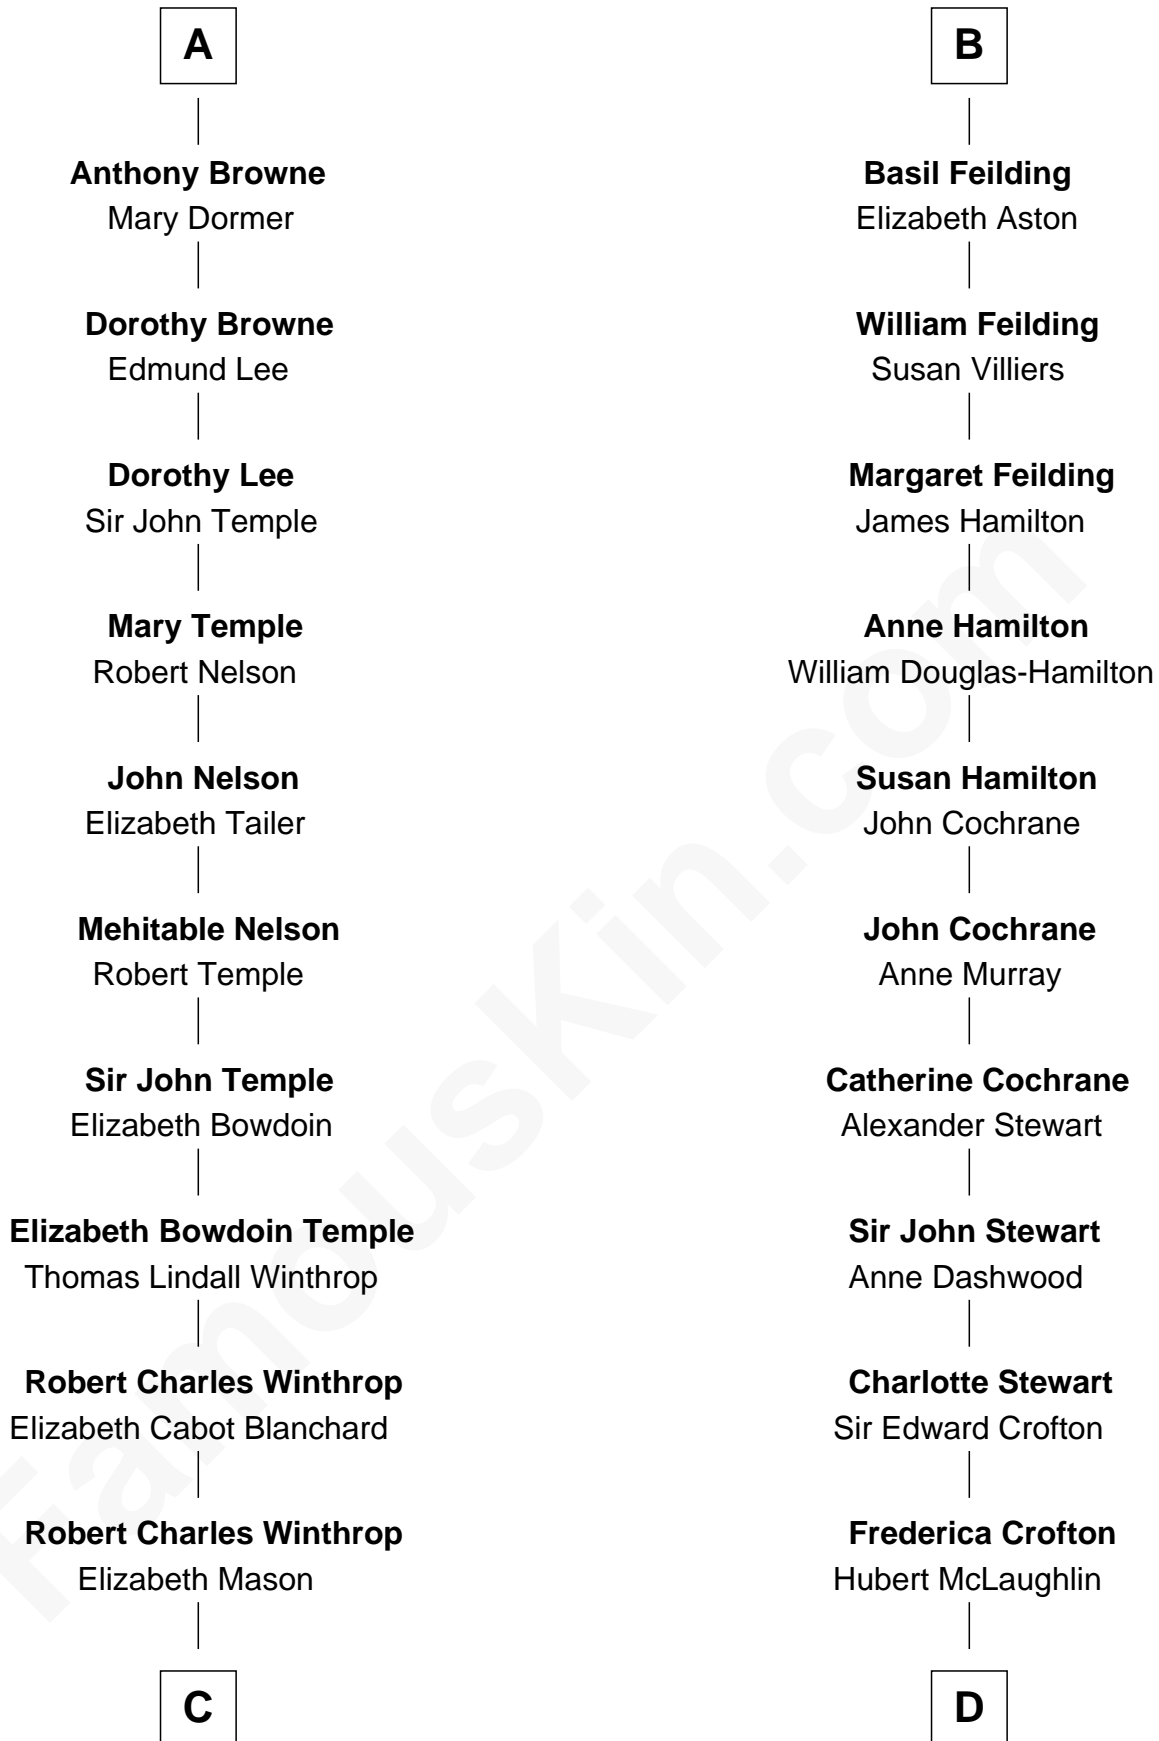 A
Anthony Browne
Mary Dormer
Dorothy Browne
Edmund Lee
Dorothy Lee
Sir John Temple
Mary Temple
Robert Nelson
John Nelson
Elizabeth Tailer
Mehitable Nelson
Robert Temple
Sir John Temple
Elizabeth Bowdoin
Elizabeth Bowdoin Temple
Thomas Lindall Winthrop
Robert Charles Winthrop
Elizabeth Cabot Blanchard
Robert Charles Winthrop
Elizabeth Mason
C
B
Basil Feilding
Elizabeth Aston
William Feilding
Susan Villiers
Margaret Feilding
James Hamilton
Anne Hamilton
William Douglas-Hamilton
Susan Hamilton
John Cochrane
John Cochrane
Anne Murray
Catherine Cochrane
Alexander Stewart
Sir John Stewart
Anne Dashwood
Charlotte Stewart
Sir Edward Crofton
Frederica Crofton
Hubert McLaughlin
D
FamousKin.com